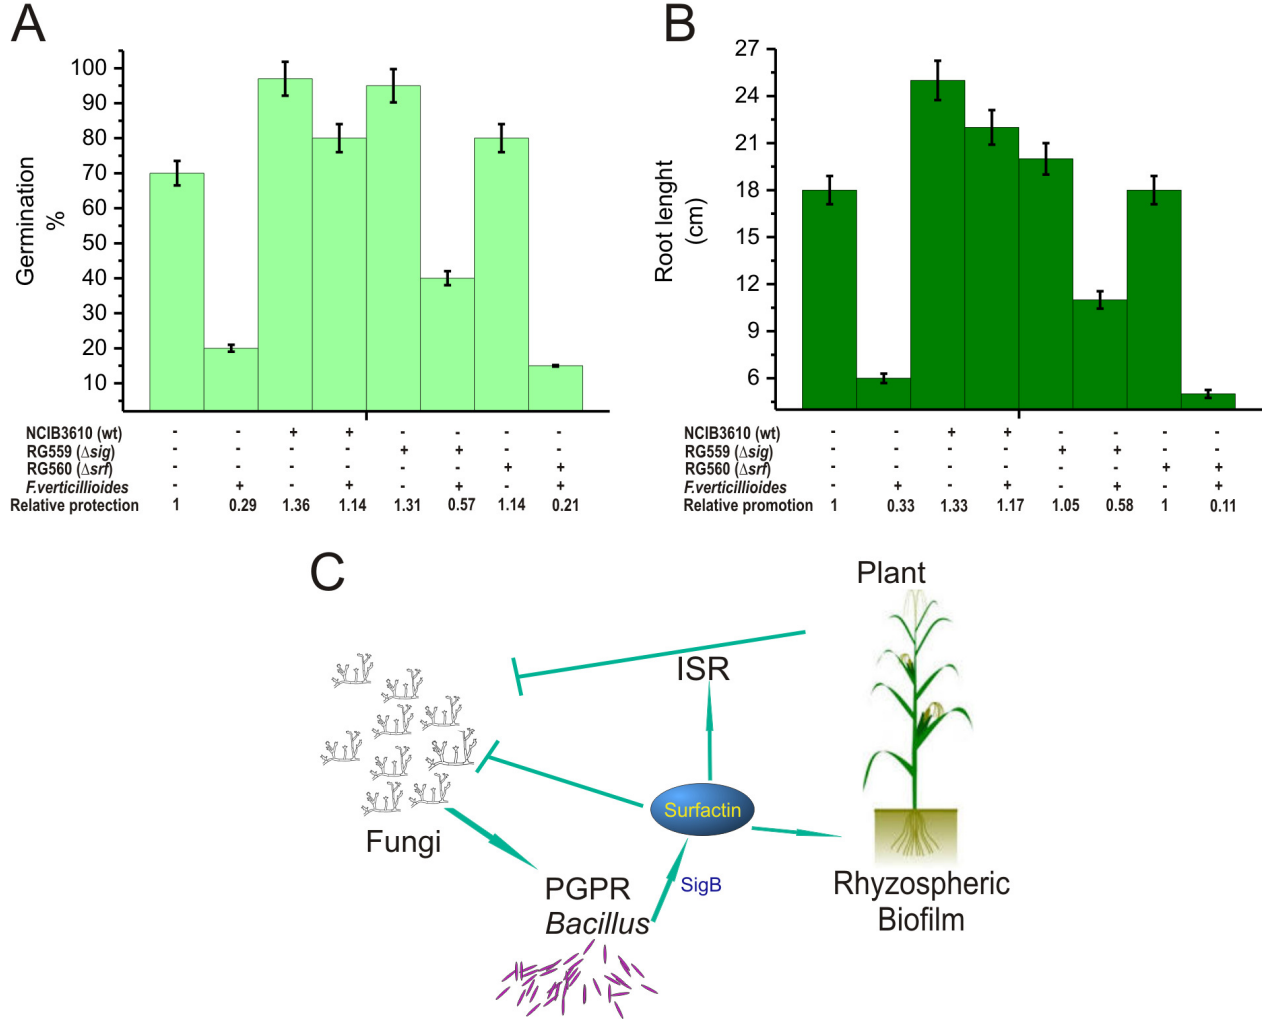 A
Germination
%
100
90
80
70
60
50
40
30
20
10
NCIB3610 (wt) - - + + - - - -
RG559 (Δsig) - - - - + + - -
RG560 (Δsrf) - - - - - - + +
F.verticillioides - + - + - + - +
Relative protection 1 0.29 1.36 1.14 1.31 0.57 1.14 0.21
B
Root lenght
(cm)
27
24
21
18
15
12
9
6
NCIB3610 (wt) - - + + - - - -
RG559 (Δsig) - - - - + + - -
RG560 (Δsrf) - - - - - - + +
F.verticillioides - + - + - + - +
Relative promotion 1 0.33 1.33 1.17 1.05 0.58 1 0.11
C
Plant
ISR
Surfactin
Fungi
SigB
PGPR
Bacillus
Rhyzospheric
Biofilm